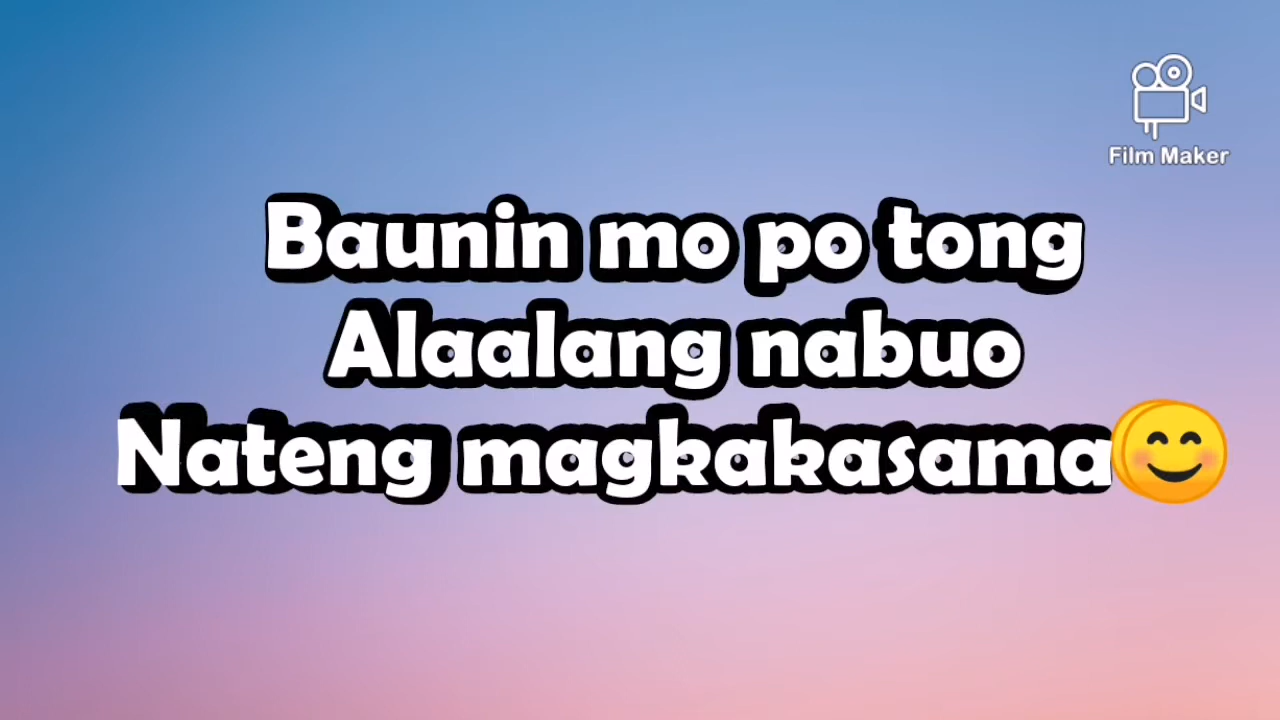 Film Maker
Baunin mo po tong
Alaalang nabuo
Nateng magkakasama😊